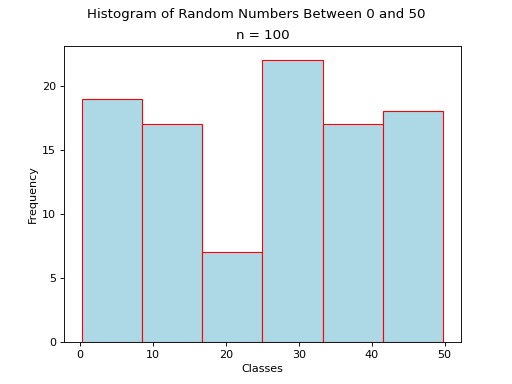 Histogram of Random Numbers Between 0 and 50
n = 100
20
15
10
5
0
Frequency
0 10 20 30 40 50
Classes